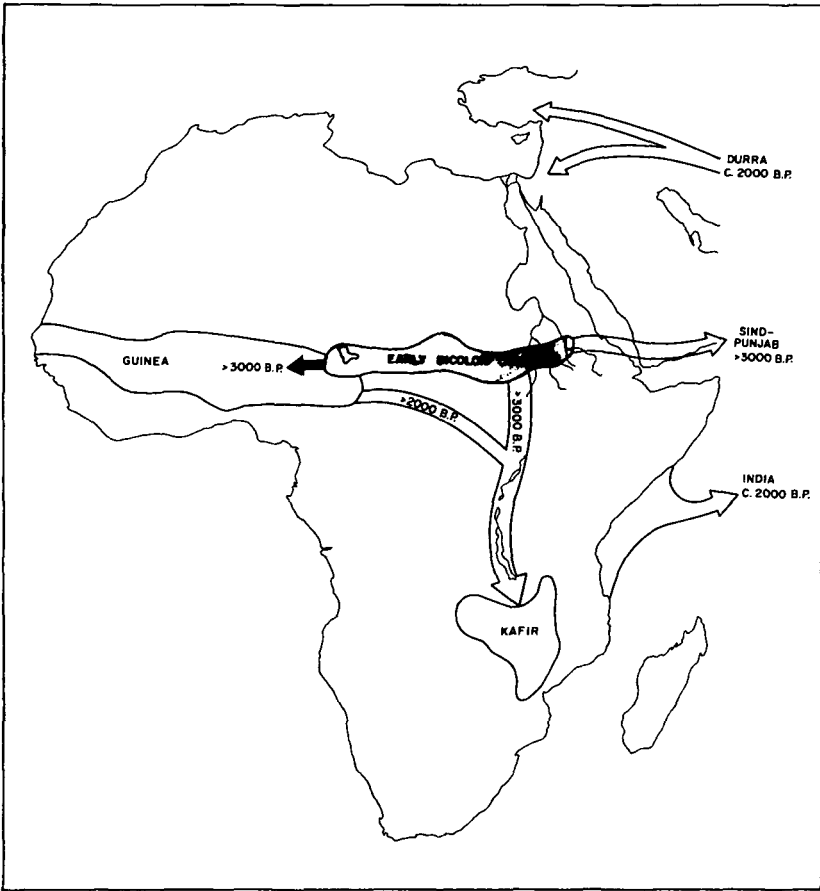 DURRA
C. 2000 B.P.
SIND-
PUNJAB
>3000 B.P.
GUINEA
>3000 B.P.
EARLY BICOLOR
>2000 B.P.
>3000 B.P.
INDIA
C. 2000 B.P.
KAFIR